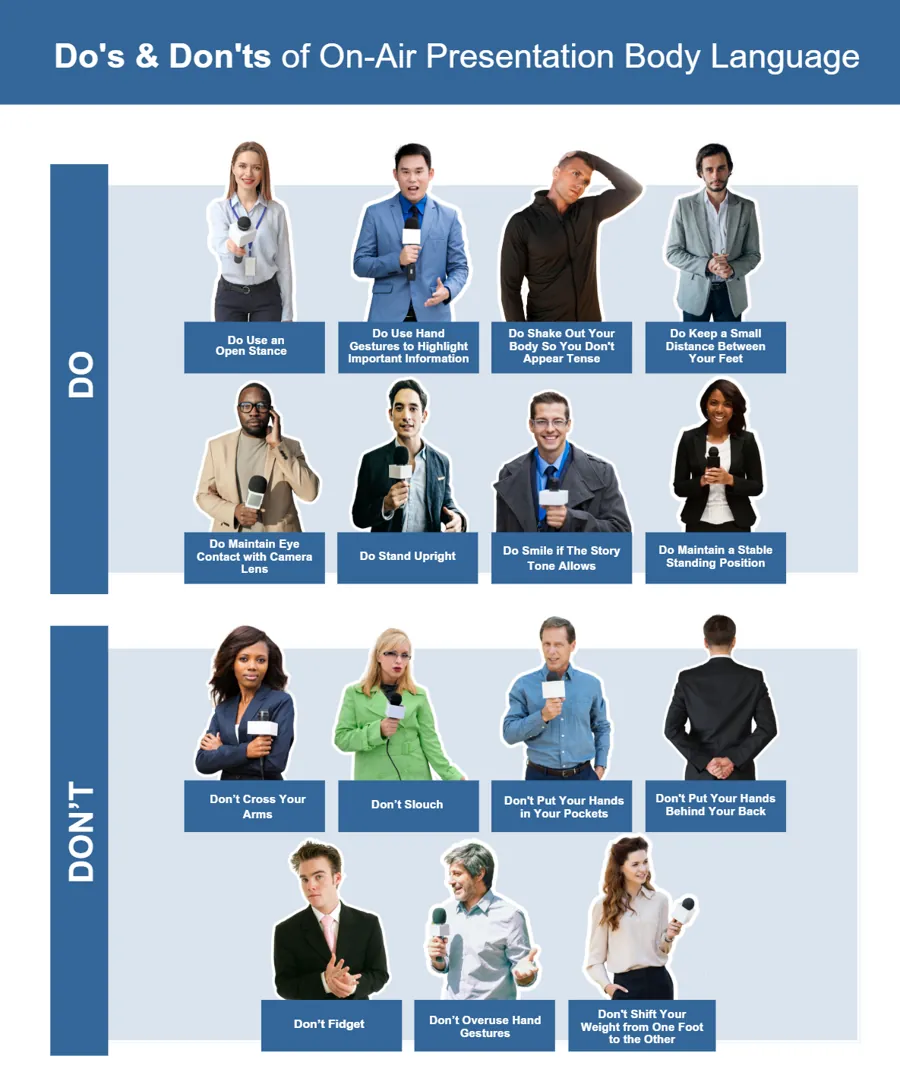 Do's & Don'ts of On-Air Presentation Body Language
DO
Do Use an
Open Stance
Do Use Hand
Gestures to Highlight
Important Information
Do Shake Out Your
Body So You Don't
Appear Tense
Do Keep a Small
Distance Between
Your Feet
Do Maintain Eye
Contact with Camera
Lens
Do Stand Upright
Do Smile if The Story
Tone Allows
Do Maintain a Stable
Standing Position
DON'T
Don't Cross Your
Arms
Don't Slouch
Don't Put Your Hands
in Your Pockets
Don't Put Your Hands
Behind Your Back
Don't Fidget
Don't Overuse Hand
Gestures
Don't Shift Your
Weight from One Foot
to the Other